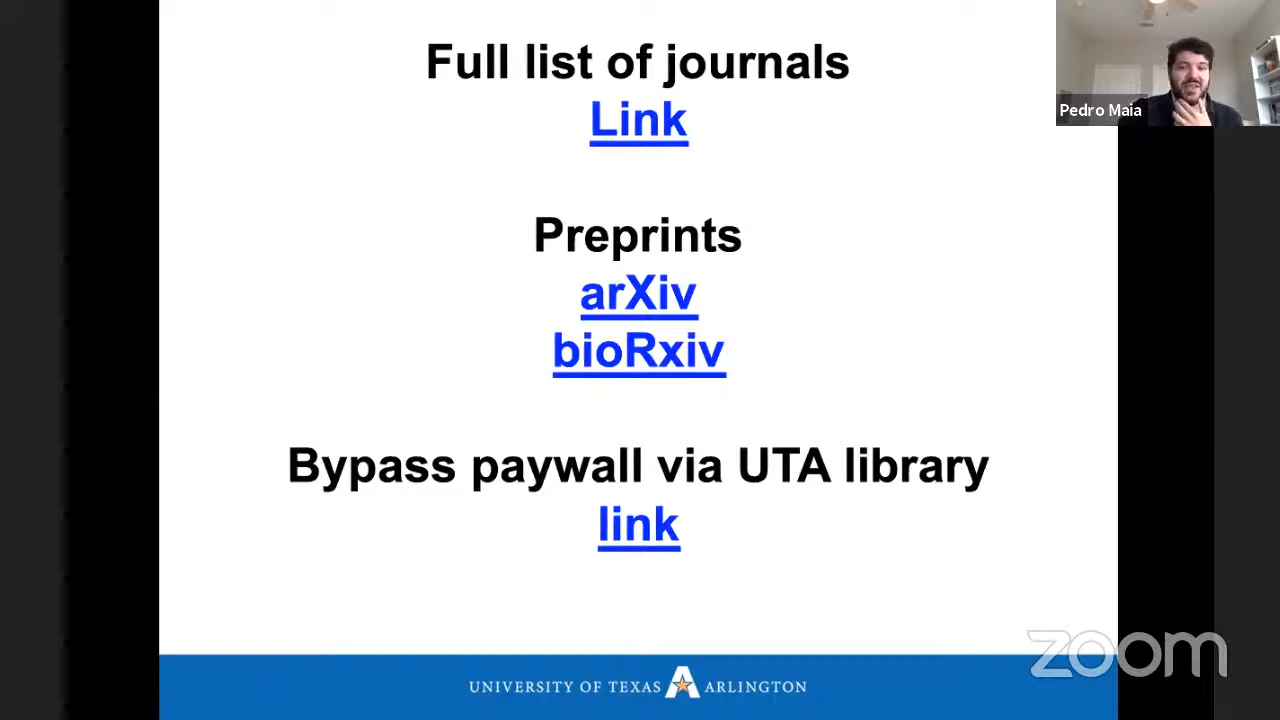 Full list of journals
Link
Preprints
arXiv
bioRxiv
Bypass paywall via UTA library
link
UNIVERSITY OF TEXAS ARLINGTON
Pedro Maia
zoom